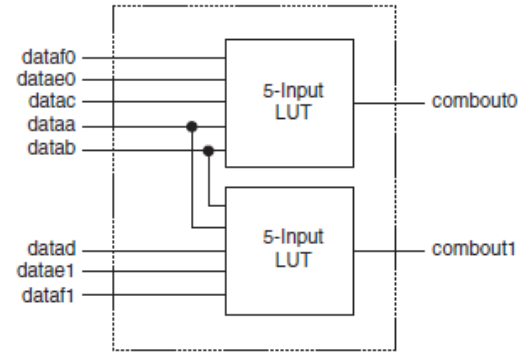 dataf0
datae0
datac
dataa
datab
5-Input
LUT
combout0
datad
datae1
dataf1
5-Input
LUT
combout1